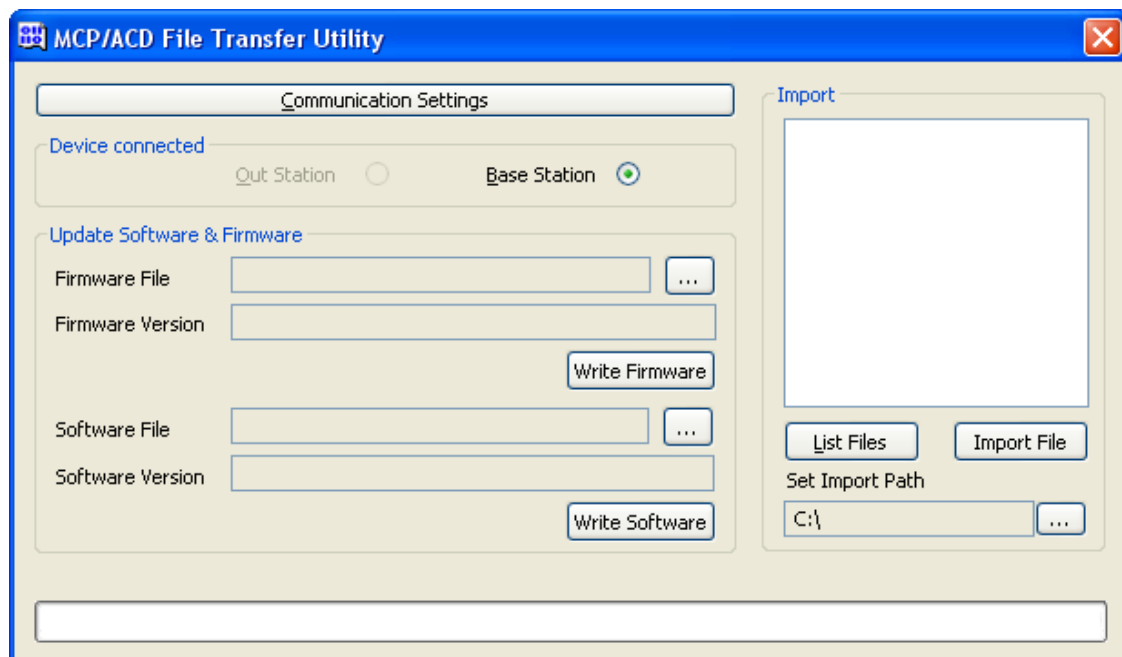 MCP/ACD File Transfer Utility
Communication Settings
Device connected
Out Station
Base Station
Update Software & Firmware
Firmware File
...
Firmware Version
Write Firmware
Software File
...
Software Version
Write Software
Import
List Files
Import File
Set Import Path
C:\
...